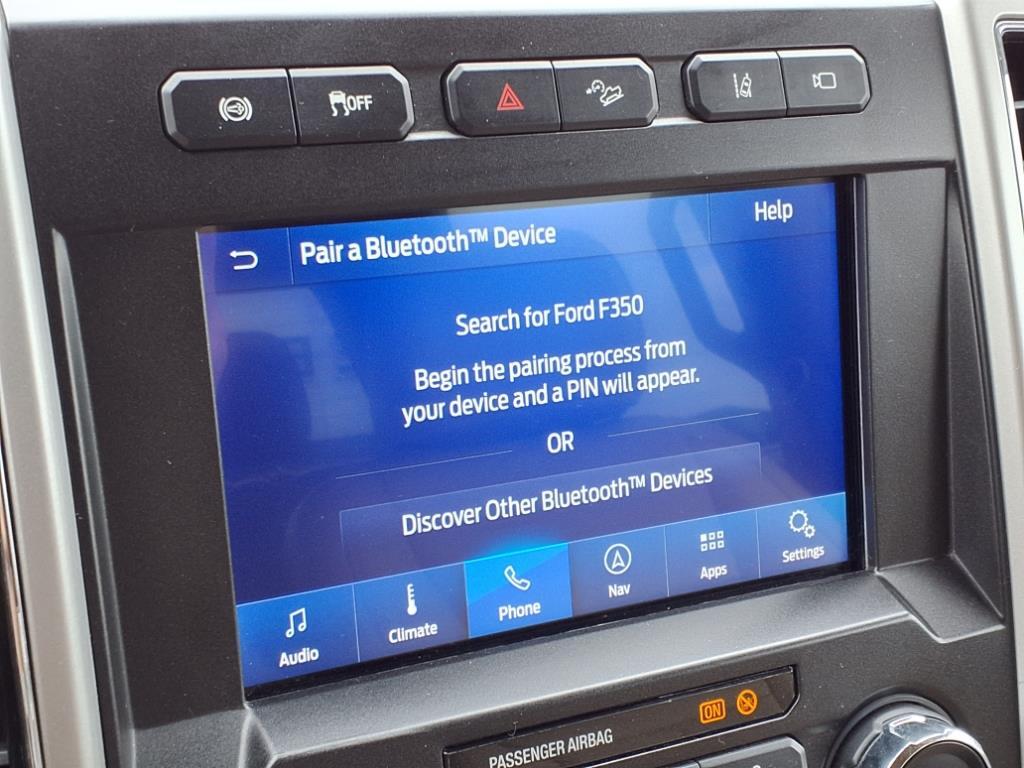 OFF
Pair a Bluetooth™ Device
Help
Search for Ford F350
Begin the pairing process from
your device and a PIN will appear.
OR
Discover Other Bluetooth™ Devices
Audio
Climate
Phone
Nav
Apps
Settings
PASSENGER AIRBAG
ON